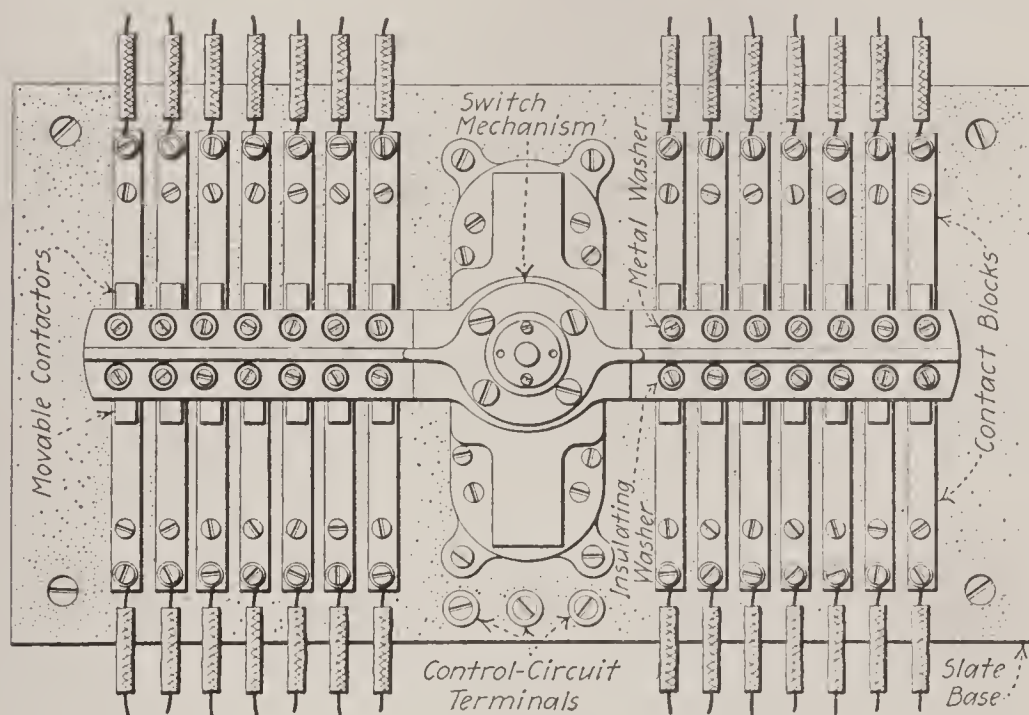 Switch
Mechanism
Metal Washer
Movable Contactors
Contact Blocks
Insulating
Washer
Control-Circuit
Terminals
Slate
Base